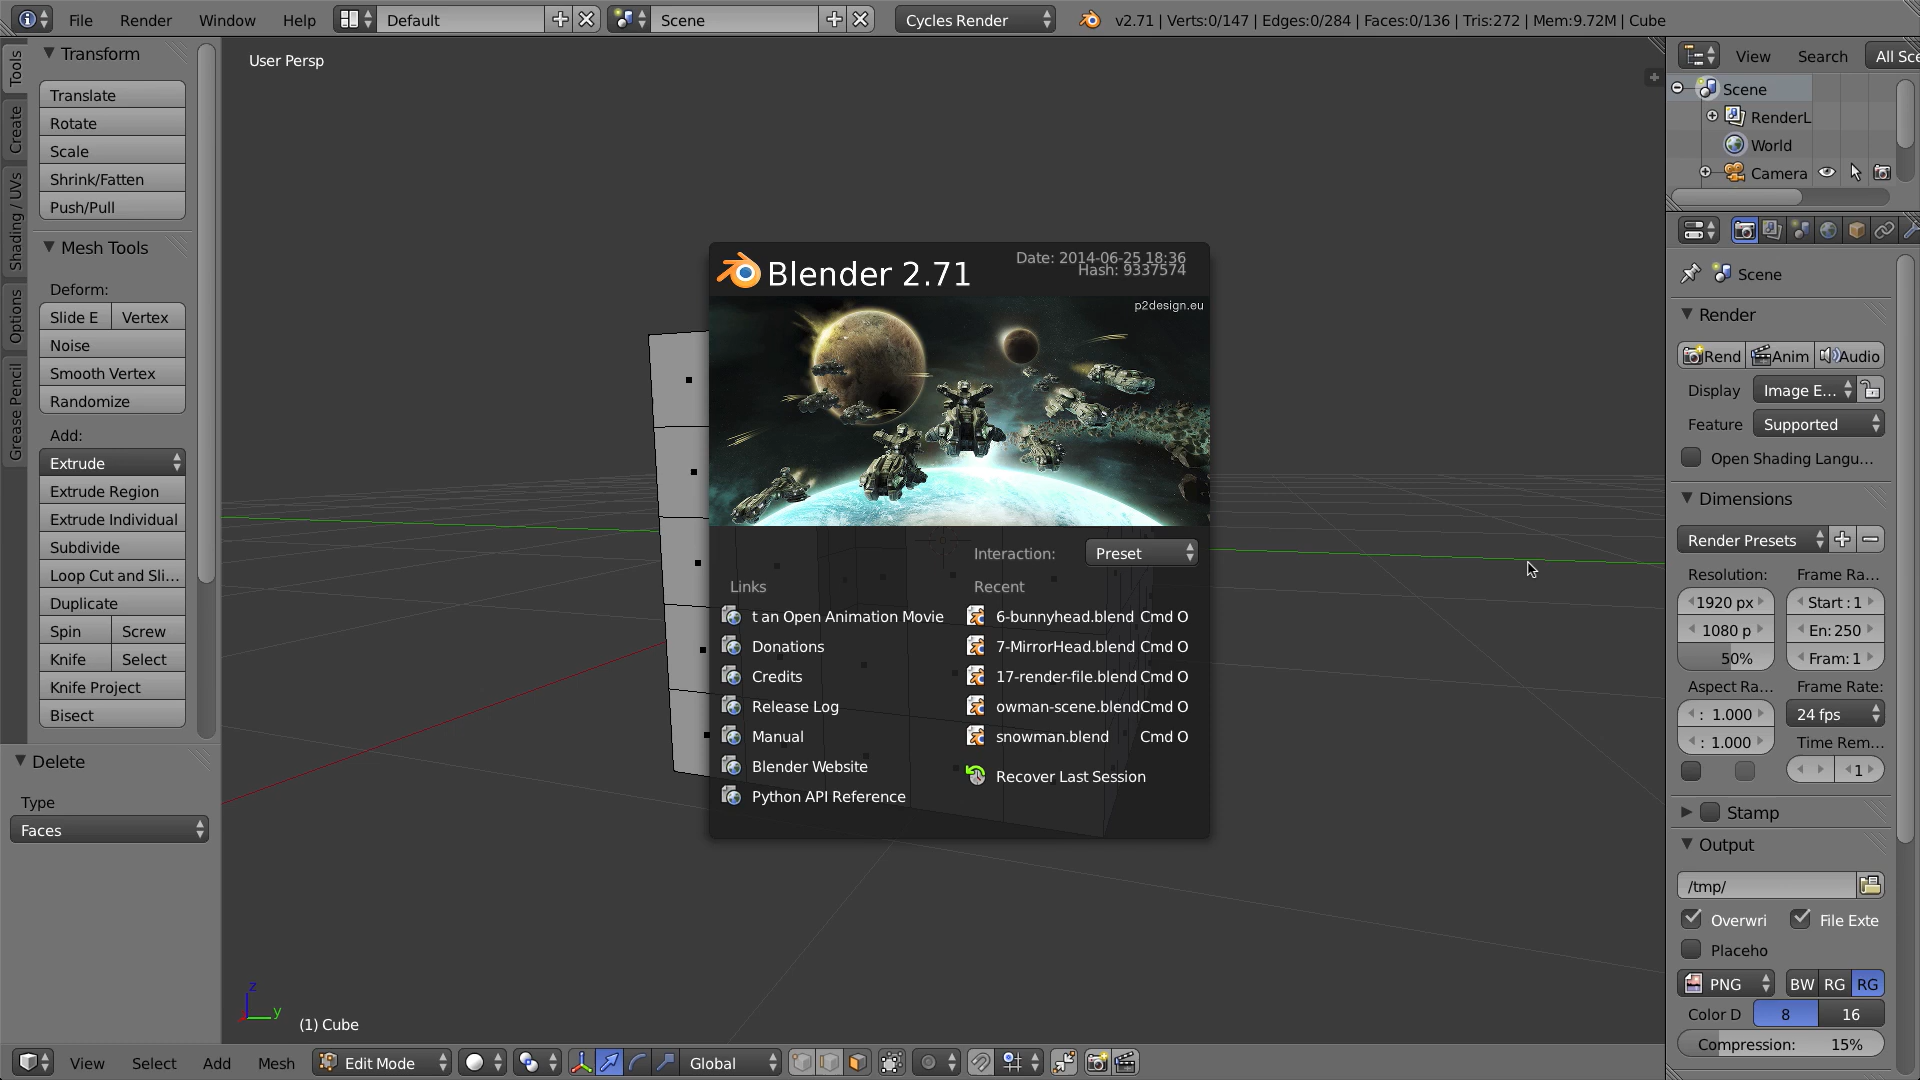 File Render Window Help Default Scene Cycles Render v2.71 | Verts:0/147 | Edges:0/284 | Faces:0/136 | Tris:272 | Mem:9.72M | Cube
Tools
Create
Shading / UVs
Options
Grease Pencil
Transform
Translate
Rotate
Scale
Shrink/Fatten
Push/Pull
Mesh Tools
Deform:
Slide E Vertex
Noise
Smooth Vertex
Randomize
Add:
Extrude
Extrude Region
Extrude Individual
Subdivide
Loop Cut and Sli...
Duplicate
Spin Screw
Knife Select
Knife Project
Bisect
Delete
Type
Faces
User Persp
Blender 2.71
Date: 2014-06-25 18:36
Hash: 9337574
p2design.eu
Interaction: Preset
Links
t an Open Animation Movie
Donations
Credits
Release Log
Manual
Blender Website
Python API Reference
Recent
6-bunnyhead.blend Cmd O
7-MirrorHead.blend Cmd O
17-render-file.blend Cmd O
owman-scene.blend Cmd O
snowman.blend Cmd O
Recover Last Session
z
y
(1) Cube
View Select Add Mesh Edit Mode Global
View Search All Sce
Scene
RenderL
World
Camera
Scene
Render
Rend Anim Audio
Display Image E...
Feature Supported
Open Shading Langu...
Dimensions
Render Presets
Resolution: Frame Ra...
1920 px Start : 1
1080 p En: 250
50% Fram: 1
Aspect Ra... Frame Rate:
: 1.000 24 fps
: 1.000 Time Rem...
1
Stamp
Output
/tmp/
Overwri File Exte
Placeho
PNG BW RG RG
Color D 8 16
Compression: 15%